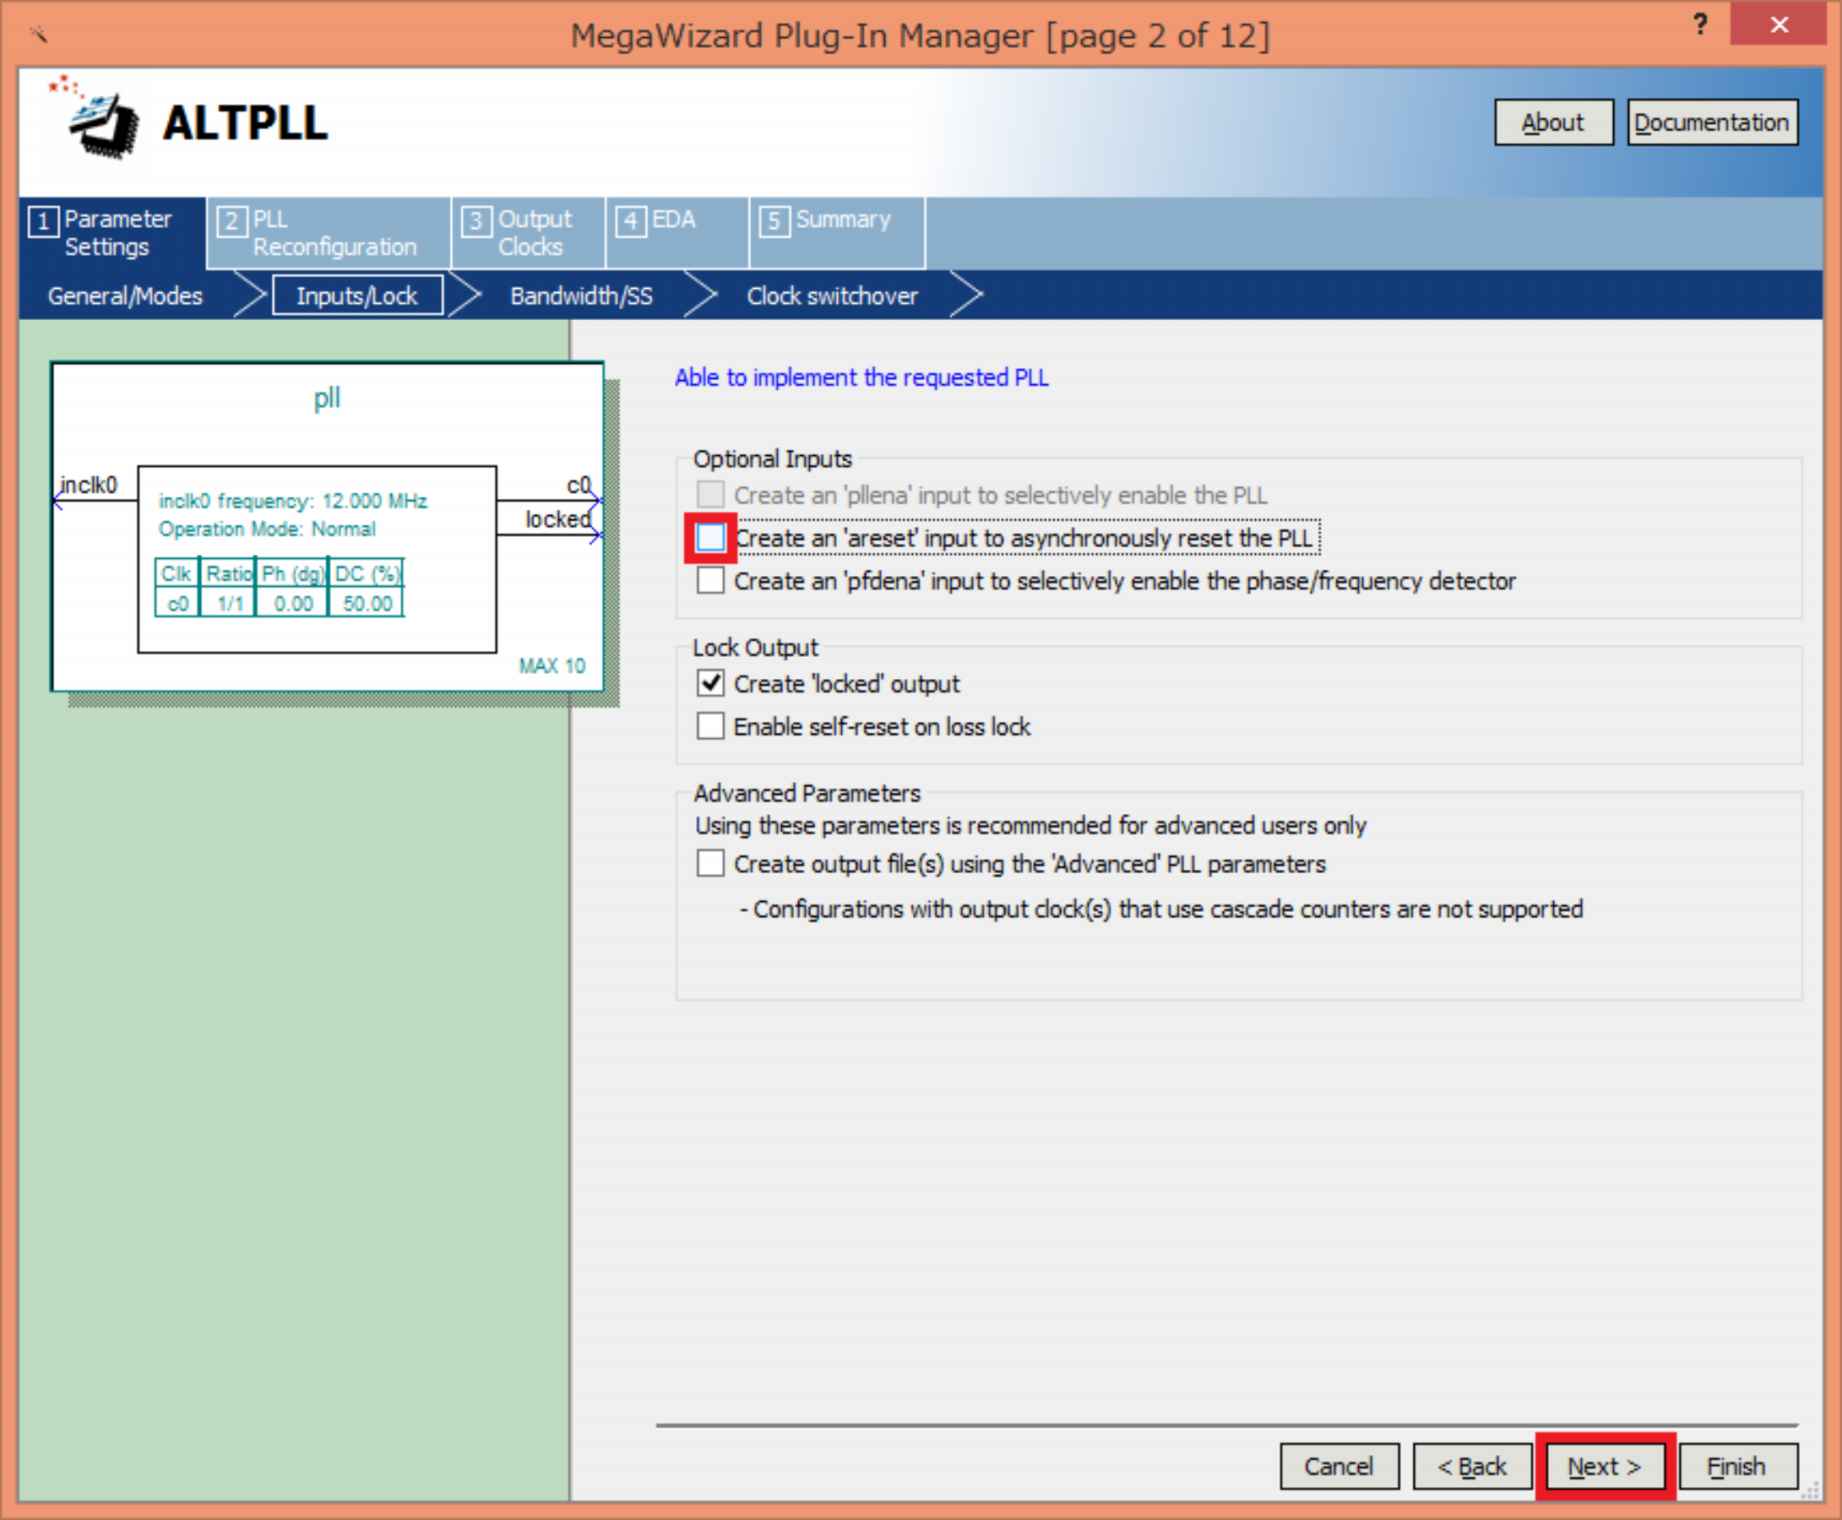 MegaWizard Plug-In Manager [page 2 of 12]
?
ALTPLL
About
Documentation
1 Parameter
Settings
2 PLL
Reconfiguration
3 Output
Clocks
4 EDA
5 Summary
General/Modes
Inputs/Lock
Bandwidth/SS
Clock switchover
pll
inclk0
inclk0 frequency: 12.000 MHz
Operation Mode: Normal
Clk Ratio Ph (dg) DC (%)
c0 1/1 0.00 50.00
c0
locked
MAX 10
Able to implement the requested PLL
Optional Inputs
Create an 'pllena' input to selectively enable the PLL
Create an 'areset' input to asynchronously reset the PLL
Create an 'pfdena' input to selectively enable the phase/frequency detector
Lock Output
Create 'locked' output
Enable self-reset on loss lock
Advanced Parameters
Using these parameters is recommended for advanced users only
Create output file(s) using the 'Advanced' PLL parameters
- Configurations with output clock(s) that use cascade counters are not supported
Cancel
< Back
Next >
Finish